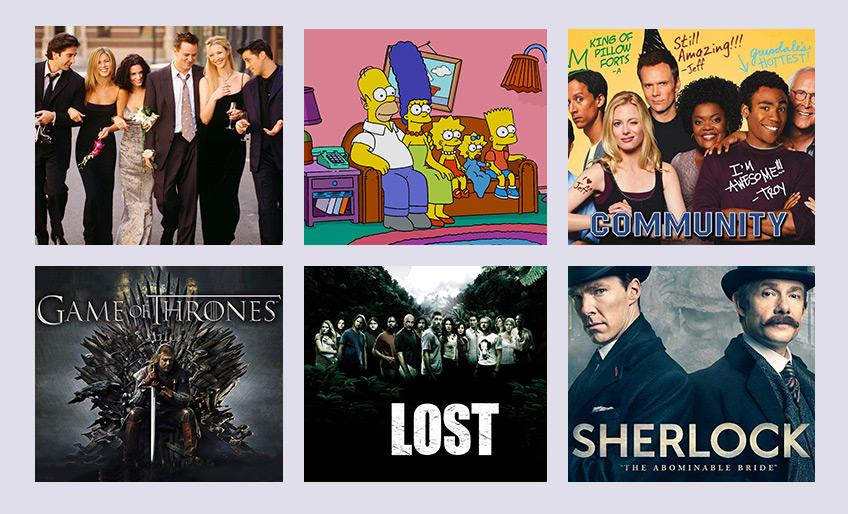 KING OF
PILLOW
FORTS
-A
Still
Amazing!!!
-Jeff
greendale's
HOTTEST!
Jeff
I'M
AWESOME!!!
-TROY
COMMUNITY
GAME OF THRONES
LOST
SHERLOCK
"THE ABOMINABLE BRIDE"